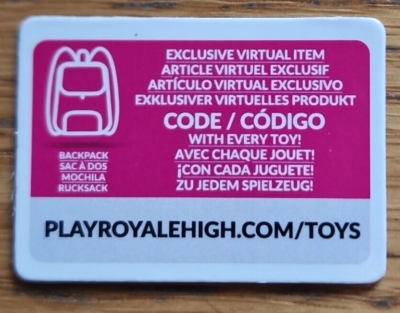 EXCLUSIVE VIRTUAL ITEM
ARTICLE VIRTUEL EXCLUSIF
ARTÍCULO VIRTUAL EXCLUSIVO
EXKLUSIVER VIRTUELLES PRODUKT
CODE / CÓDIGO
WITH EVERY TOY!
AVEC CHAQUE JOUET!
¡CON CADA JUGUETE!
ZU JEDEM SPIELZEUG!
BACKPACK
SAC À DOS
MOCHILA
RUCKSACK
PLAYROYALEHIGH.COM/TOYS